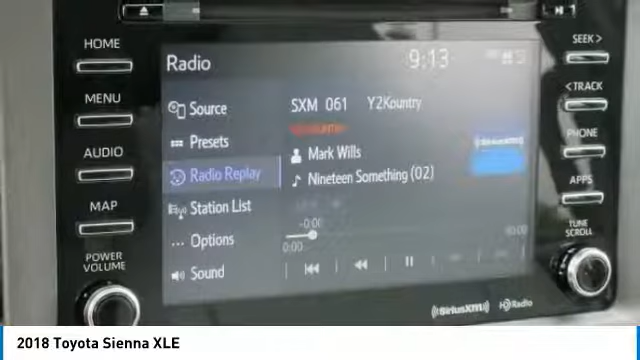 HOME
MENU
AUDIO
MAP
POWER
VOLUME
Radio
9:13
Source
Presets
Radio Replay
Station List
Options
Sound
SXM 061 Y2Kountry
Mark Wills
Nineteen Something (02)
-0:00
0:00
00:00
SEEK >
< TRACK
PHONE
APPS
TUNE
SCROLL
SiriusXM
HD Radio
2018 Toyota Sienna XLE